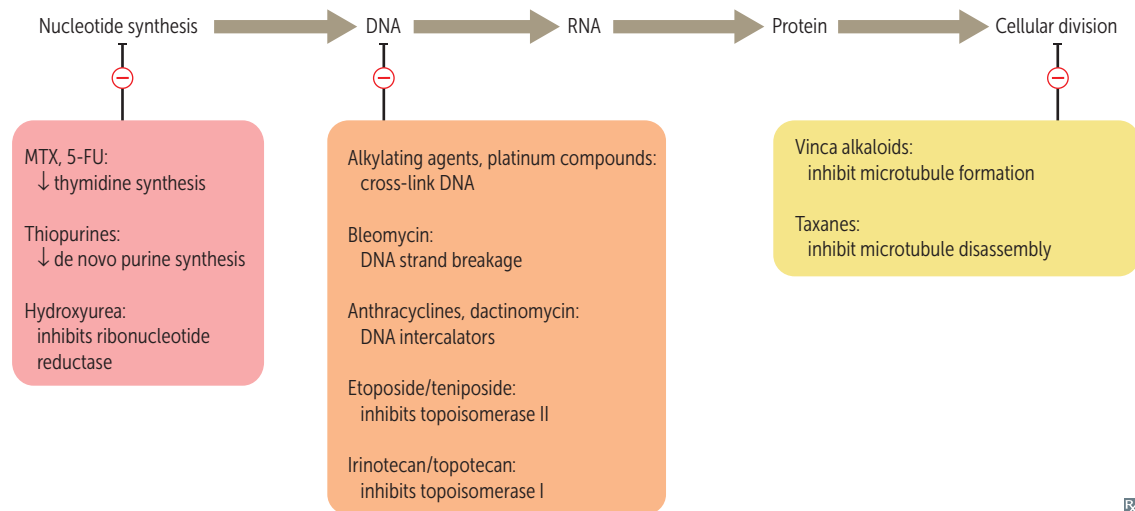 Nucleotide synthesis
DNA
RNA
Protein
Cellular division
MTX, 5-FU:
↓ thymidine synthesis
Thiopurines:
↓ de novo purine synthesis
Hydroxyurea:
inhibits ribonucleotide
reductase
Alkylating agents, platinum compounds:
cross-link DNA
Bleomycin:
DNA strand breakage
Anthracyclines, dactinomycin:
DNA intercalators
Etoposide/teniposide:
inhibits topoisomerase II
Irinotecan/topotecan:
inhibits topoisomerase I
Vinca alkaloids:
inhibit microtubule formation
Taxanes:
inhibit microtubule disassembly
℞